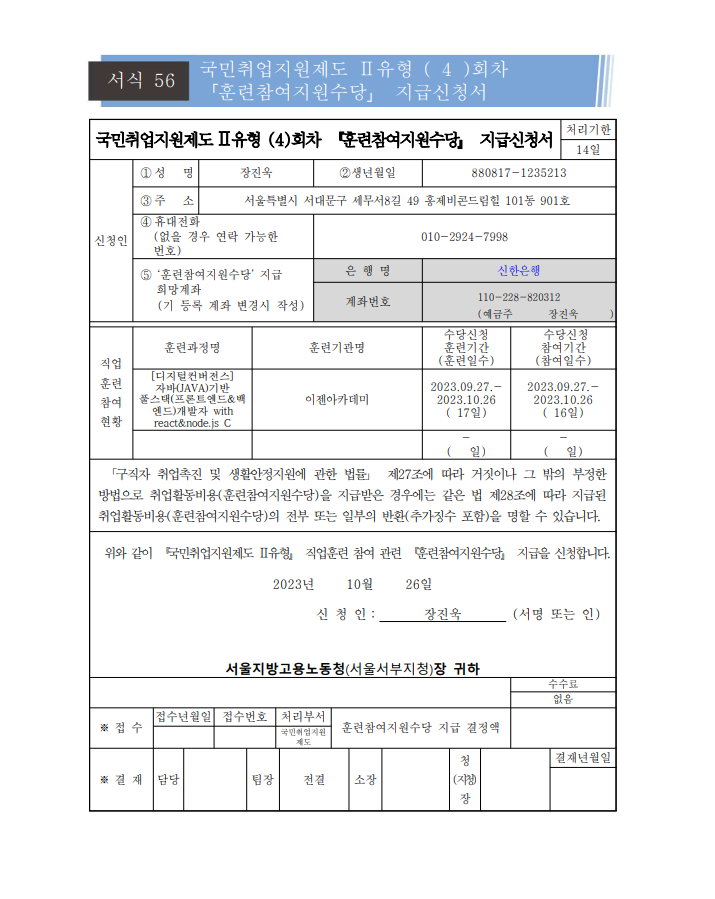 서식 56
국민취업지원제도 Ⅱ유형 ( 4 )회차
「훈련참여지원수당」 지급신청서
국민취업지원제도 Ⅱ유형 (4)회차 『훈련참여지원수당』 지급신청서
처리기한
14일
신청인
① 성 명
장진욱
②생년월일
880817-1235213
③ 주 소
서울특별시 서대문구 세무서8길 49 홍제비콘드림힐 101동 901호
④ 휴대전화
(없을 경우 연락 가능한
번호)
010-2924-7998
⑤ '훈련참여지원수당' 지급
희망계좌
(기 등록 계좌 변경시 작성)
은 행 명
신한은행
계좌번호
110-228-820312
(예금주 장진욱 )
직업
훈련
참여
현황
훈련과정명
훈련기관명
수당신청
훈련기간
(훈련일수)
수당신청
참여기간
(참여일수)
[디지털컨버전스]
자바(JAVA)기반
풀스택(프론트엔드&백
엔드)개발자 with
react&node.js C
이젠아카데미
2023.09.27.-
2023.10.26
( 17일)
2023.09.27.-
2023.10.26
( 16일)
-
( 일)
-
( 일)
「구직자 취업촉진 및 생활안정지원에 관한 법률」 제27조에 따라 거짓이나 그 밖의 부정한
방법으로 취업활동비용(훈련참여지원수당)을 지급받은 경우에는 같은 법 제28조에 따라 지급된
취업활동비용(훈련참여지원수당)의 전부 또는 일부의 반환(추가징수 포함)을 명할 수 있습니다.
위와 같이 『국민취업지원제도 Ⅱ유형』 직업훈련 참여 관련 『훈련참여지원수당』 지급을 신청합니다.
2023년 10월 26일
신 청 인 : 장진욱 (서명 또는 인)
서울지방고용노동청(서울서부지청)장 귀하
수수료
없음
※ 접 수
접수년월일
접수번호
처리부서
국민취업지원
제도
훈련참여지원수당 지급 결정액
※ 결 재
담당
팀장
전결
소장
청
(지청)
장
결재년월일